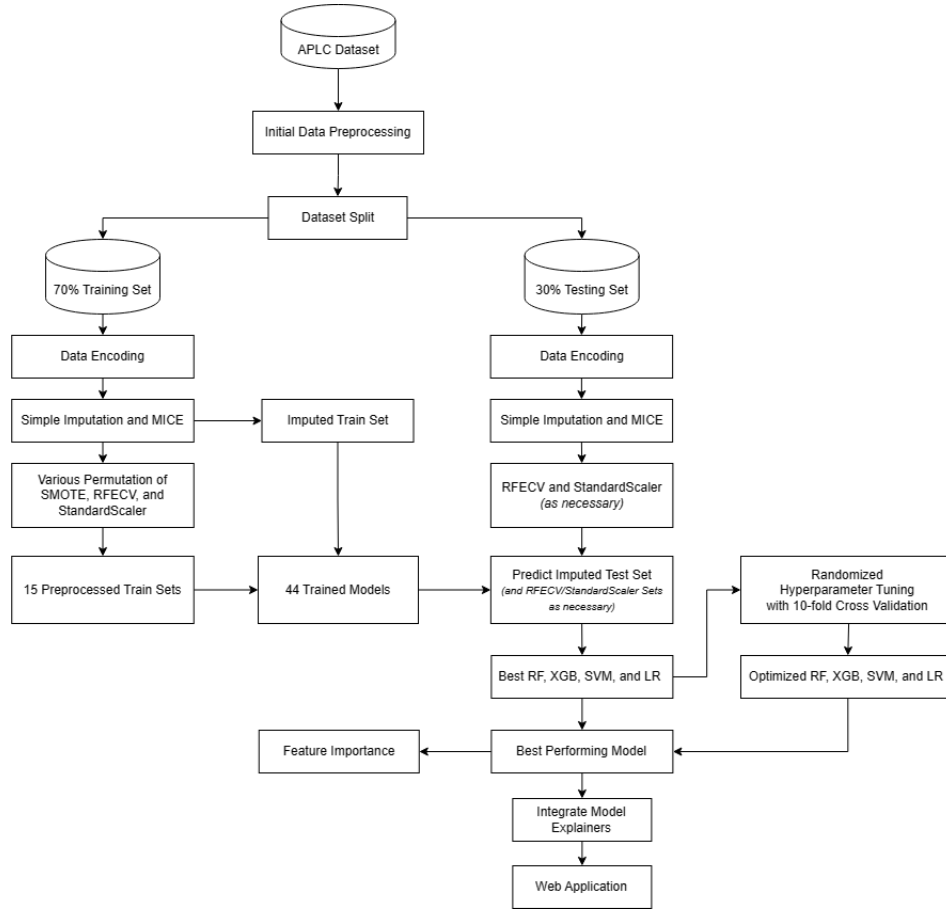 APLC Dataset
Initial Data Preprocessing
Dataset Split
70% Training Set
30% Testing Set
Data Encoding
Data Encoding
Simple Imputation and MICE
Imputed Train Set
Simple Imputation and MICE
Various Permutation of
SMOTE, RFECV, and
StandardScaler
RFECV and StandardScaler
(as necessary)
15 Preprocessed Train Sets
44 Trained Models
Predict Imputed Test Set
(and RFECV/StandardScaler Sets
as necessary)
Randomized
Hyperparameter Tuning
with 10-fold Cross Validation
Best RF, XGB, SVM, and LR
Optimized RF, XGB, SVM, and LR
Feature Importance
Best Performing Model
Integrate Model
Explainers
Web Application